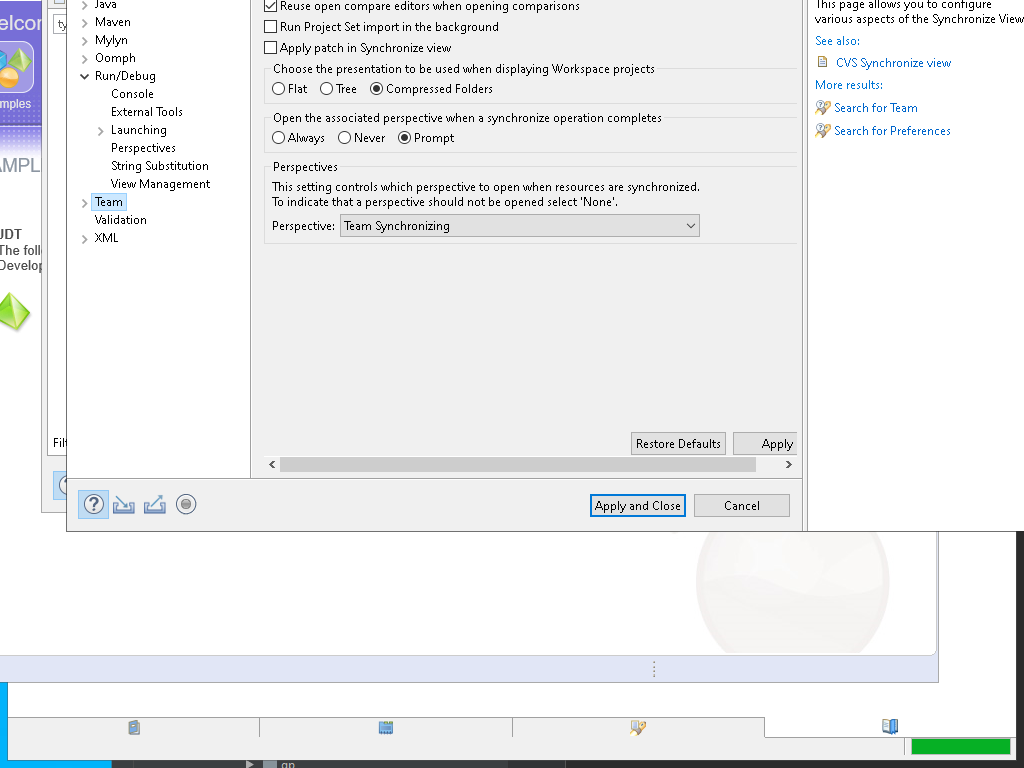 elcor
mples
AMPL
JDT
The foll
Develop
ty
Filt
Java
Maven
Mylyn
Oomph
Run/Debug
Console
External Tools
Launching
Perspectives
String Substitution
View Management
Team
Validation
XML
Reuse open compare editors when opening comparisons
Run Project Set import in the background
Apply patch in Synchronize view
Choose the presentation to be used when displaying Workspace projects
Flat Tree Compressed Folders
Open the associated perspective when a synchronize operation completes
Always Never Prompt
Perspectives
This setting controls which perspective to open when resources are synchronized.
To indicate that a perspective should not be opened select 'None'.
Perspective: Team Synchronizing
Restore Defaults Apply
Apply and Close Cancel
This page allows you to configure
various aspects of the Synchronize View
See also:
CVS Synchronize view
More results:
Search for Team
Search for Preferences